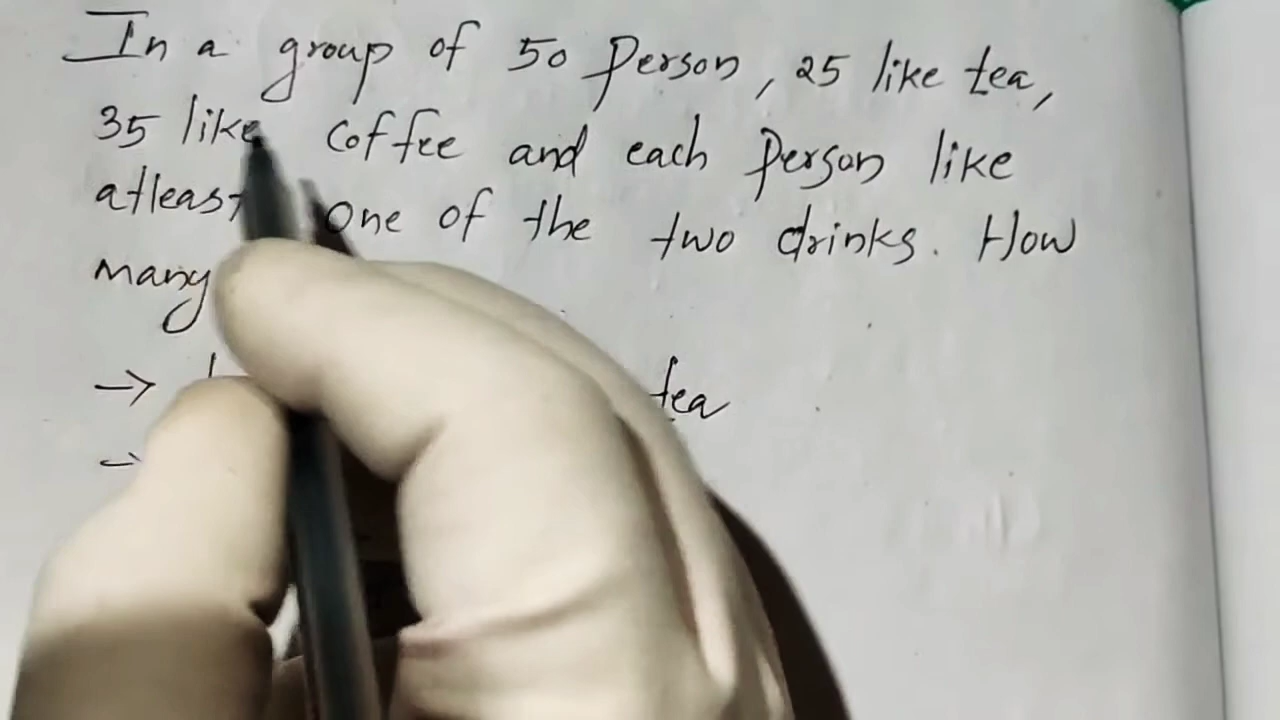 In a group of 50 Person, 25 like tea,
35 like coffee and each person like
atleast one of the two drinks. How
many
→ tea
→